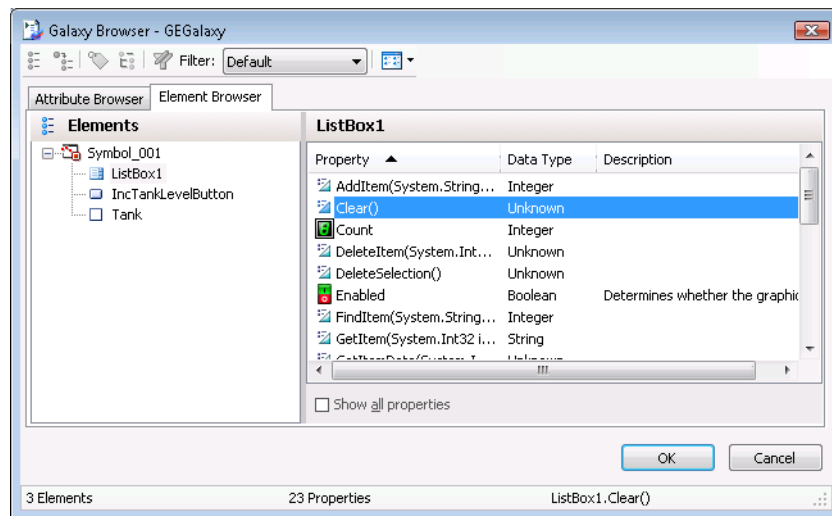 Galaxy Browser - GEGalaxy
Filter: Default
Attribute Browser Element Browser
Elements ListBox1
Property Data Type Description
Symbol_001
ListBox1
IncTankLevelButton
Tank
AddItem(System.String... Integer
Clear() Unknown
Count Integer
DeleteItem(System.Int... Unknown
DeleteSelection() Unknown
Enabled Boolean Determines whether the graphic
FindItem(System.String... Integer
GetItem(System.Int32 i... String
Show all properties
OK Cancel
3 Elements 23 Properties ListBox1.Clear()